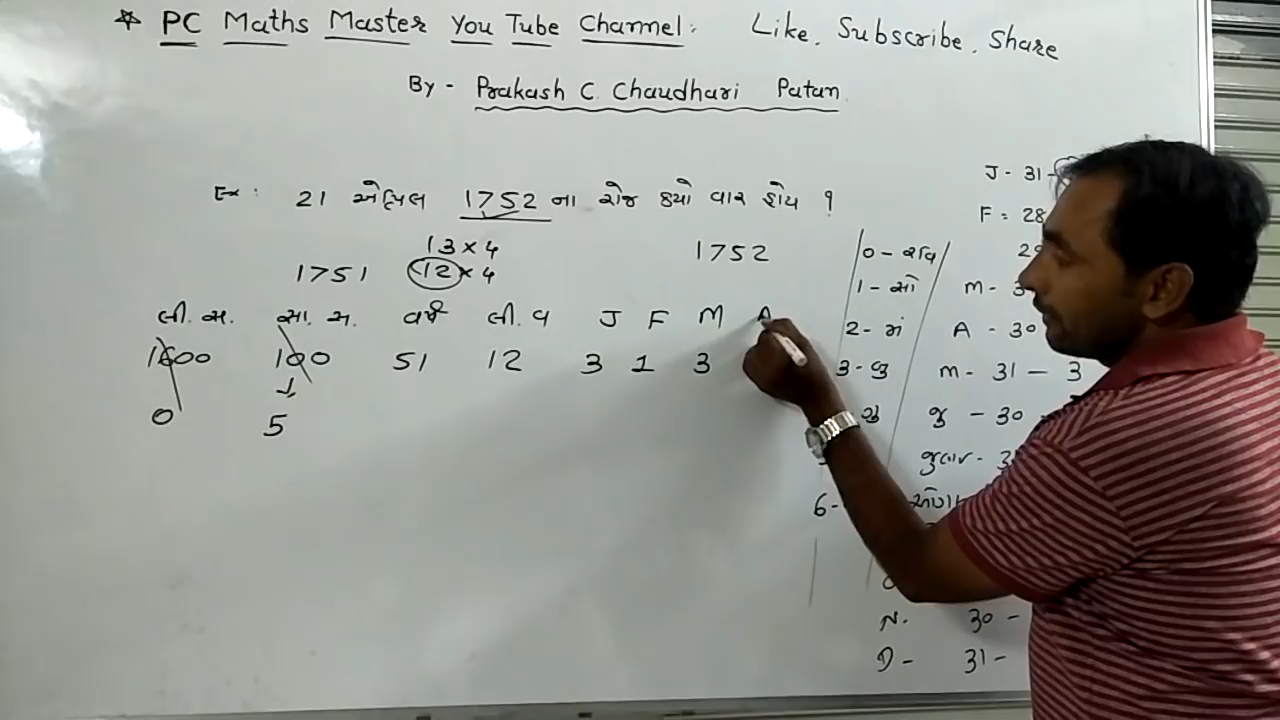 ☆ PC Maths Master You Tube Channel. Like. Subscribe. Share
By - Prakash C. Chaudhari Patan
Ex : 21 એપ્રિલ 1752 ના રોજ કયો વાર હોય ?
13 × 4
1751 12 × 4
1752
લી. સ. સા. સ. વર્ષ લી. વ J F M A
1600 100 51 12 3 1 3
0 5
0 - રવિ
1 - સો
2 - મં
3 - બુ
6 -
J - 31 -
F = 28
29
M - 3
A - 30
M - 31 - 3
જુ - 30
જુલાઈ - 3
N. 30 -
D - 31 -